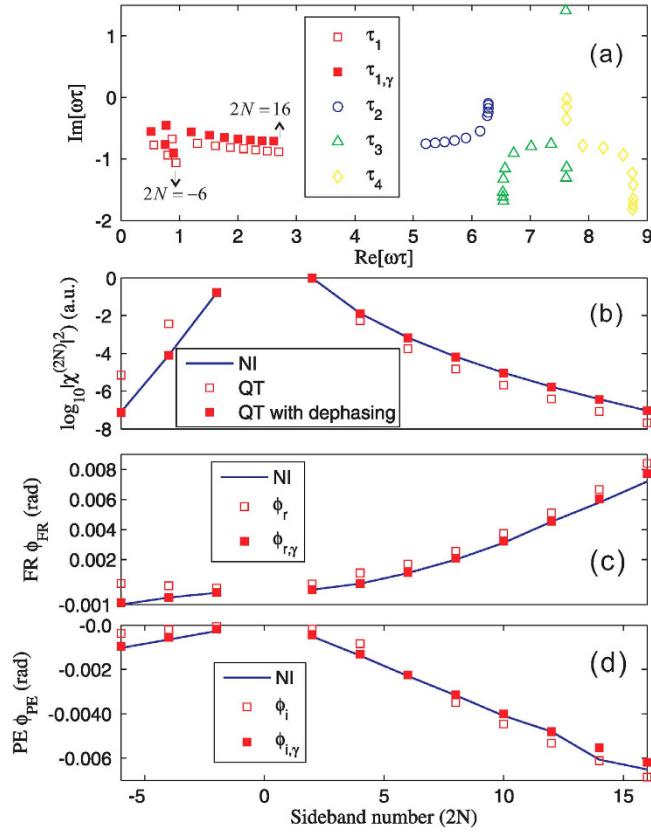 1
0
-1
-2
Im[ωτ]
(a)
τ1
τ1,γ
τ2
τ3
τ4
2N = 16
2N = −6
0 1 2 3 4 5 6 7 8 9
Re[ωτ]
0
-2
-4
-6
-8
log10|χ(2N)|2) (a.u.)
(b)
NI
QT
QT with dephasing
0.008
0.006
0.004
0.002
-0.001
FR ϕFR (rad)
(c)
NI
ϕr
ϕr,γ
-0.0
-0.002
-0.0040
-0.006
PE ϕPE (rad)
(d)
NI
ϕi
ϕi,γ
-5 0 5 10 15
Sideband number (2N)